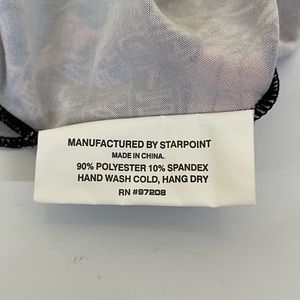 MANUFACTURED BY STARPOINT
MADE IN CHINA.
90% POLYESTER 10% SPANDEX
HAND WASH COLD, HANG DRY
RN #97208